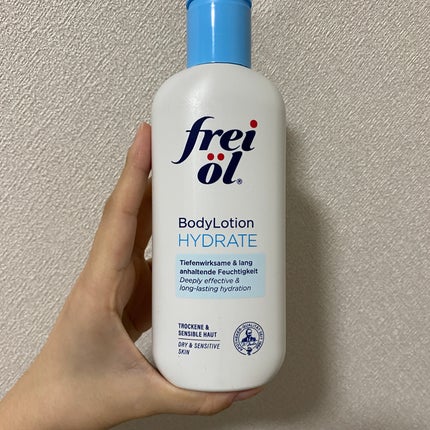 frei
öl®
BodyLotion
HYDRATE
Tiefenwirksame & lang
anhaltende Feuchtigkeit
Deeply effective &
long-lasting hydration
TROCKENE &
SENSIBLE HAUT
DRY & SENSITIVE
SKIN